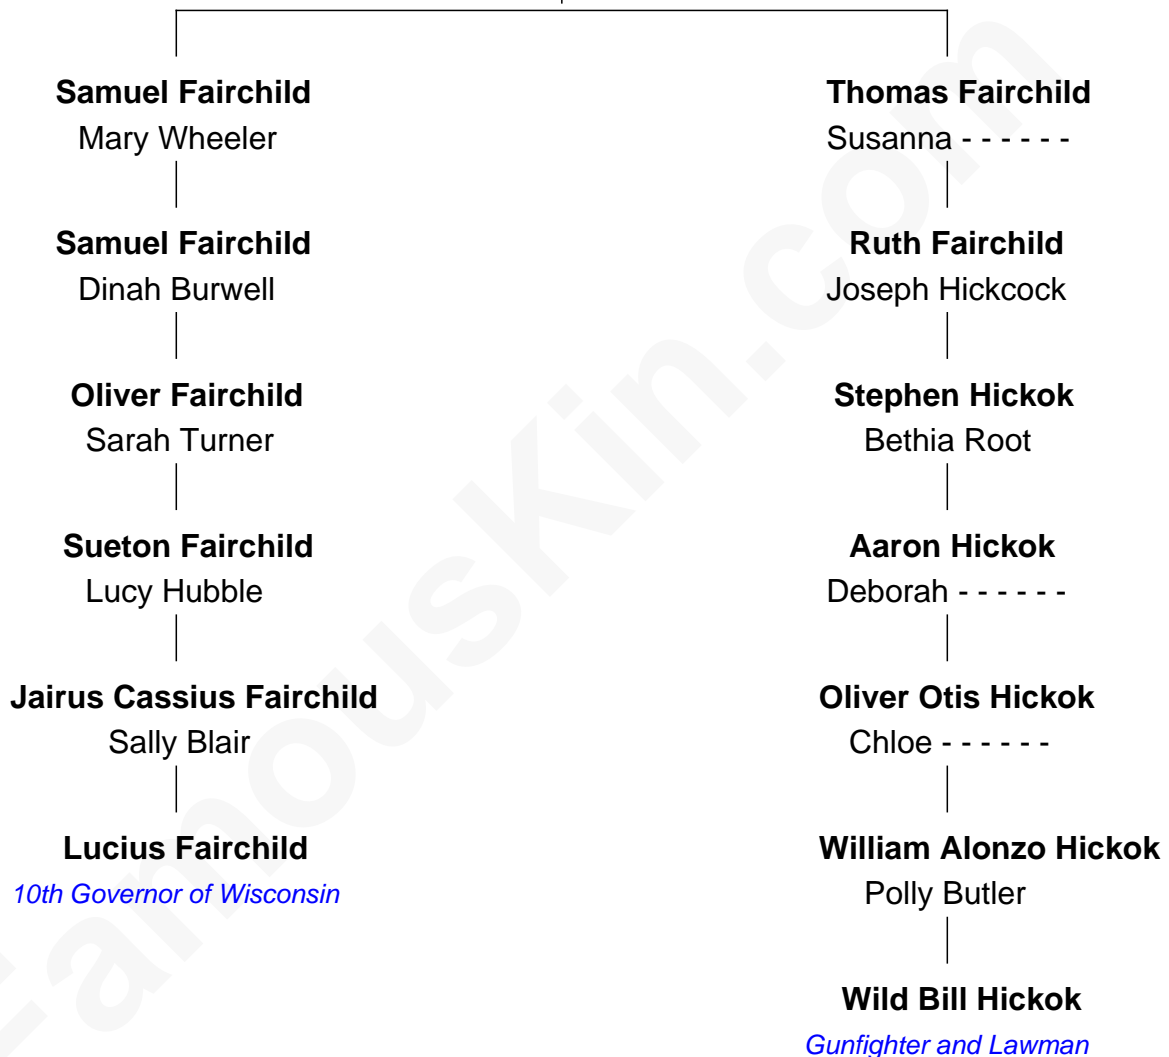 Samuel Fairchild
Mary Wheeler
Samuel Fairchild
Dinah Burwell
Oliver Fairchild
Sarah Turner
Sueton Fairchild
Lucy Hubble
Jairus Cassius Fairchild
Sally Blair
Lucius Fairchild
10th Governor of Wisconsin
Thomas Fairchild
Susanna - - - - - -
Ruth Fairchild
Joseph Hickcock
Stephen Hickok
Bethia Root
Aaron Hickok
Deborah - - - - - -
Oliver Otis Hickok
Chloe - - - - - -
William Alonzo Hickok
Polly Butler
Wild Bill Hickok
Gunfighter and Lawman
FamousKin.com